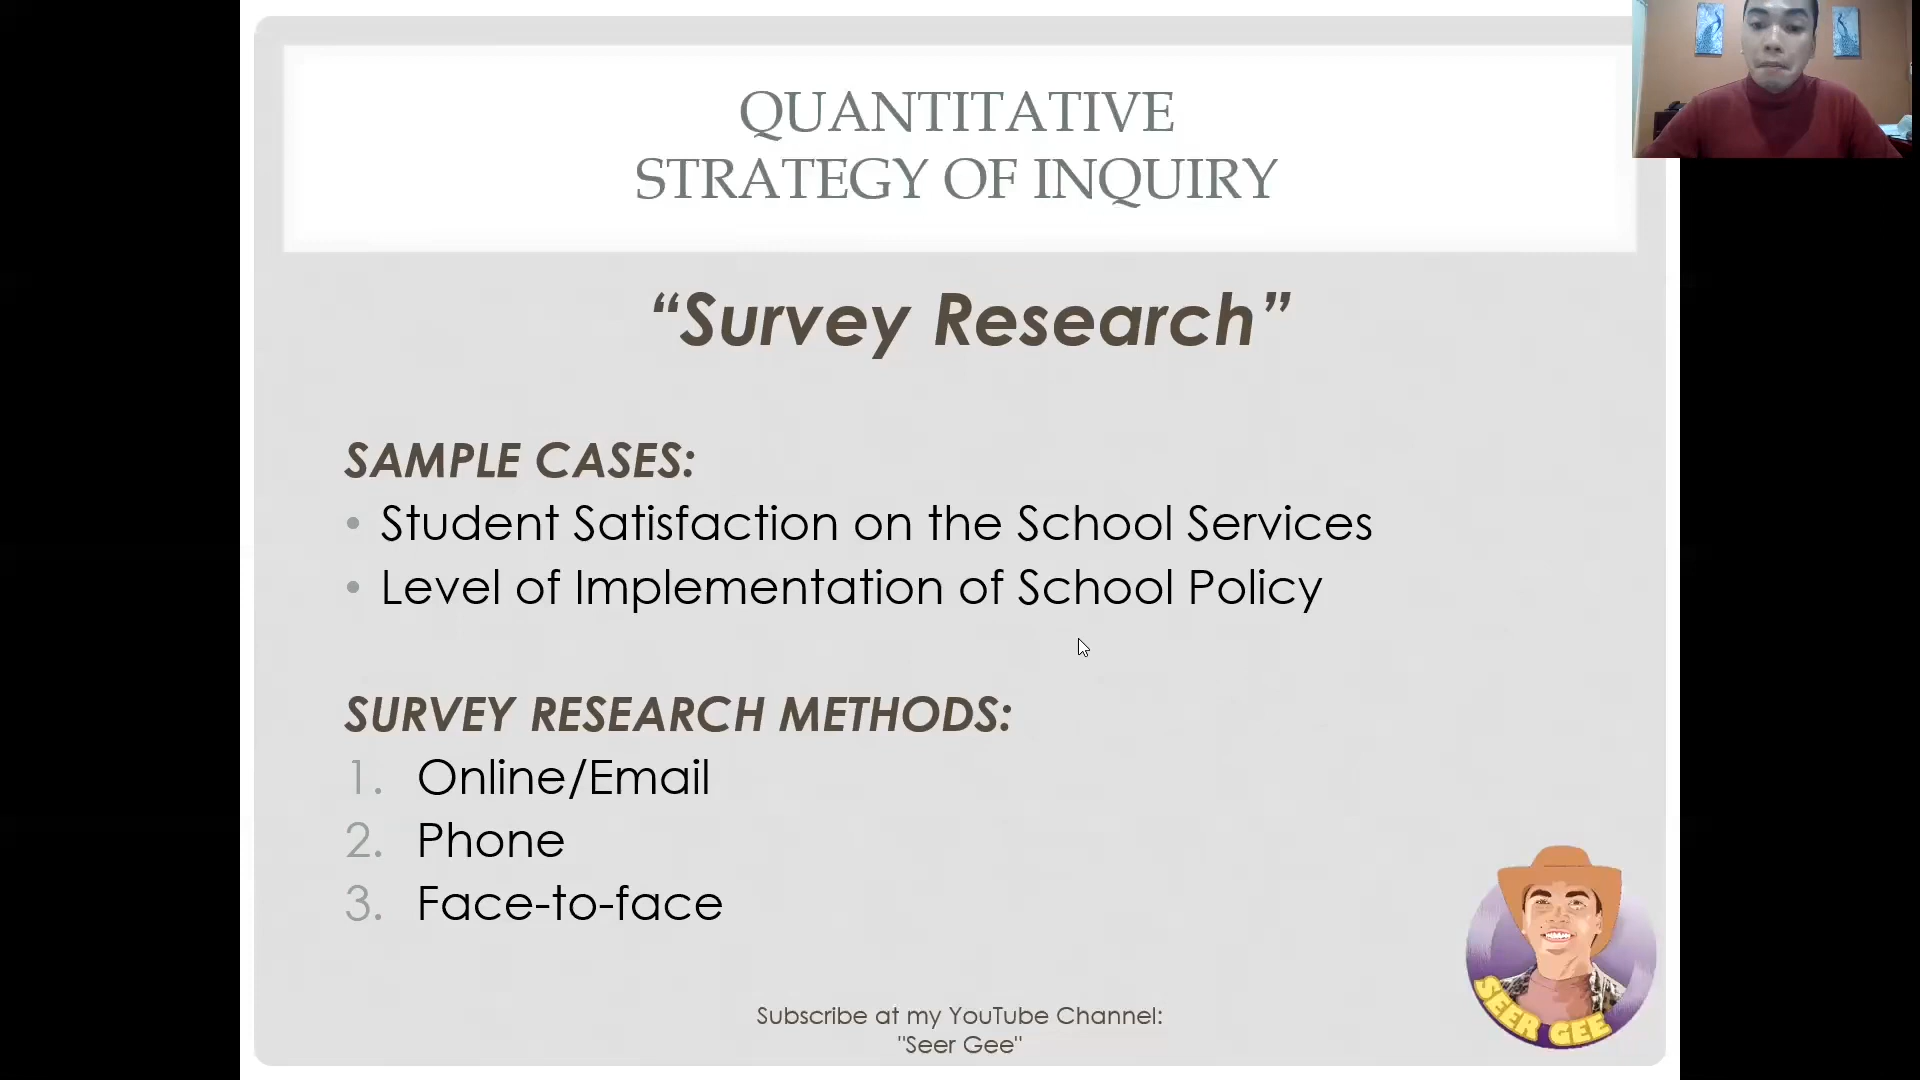 QUANTITATIVE
STRATEGY OF INQUIRY
“Survey Research”
SAMPLE CASES:
• Student Satisfaction on the School Services
• Level of Implementation of School Policy
SURVEY RESEARCH METHODS:
1. Online/Email
2. Phone
3. Face-to-face
SEER GEE
Subscribe at my YouTube Channel:
"Seer Gee"